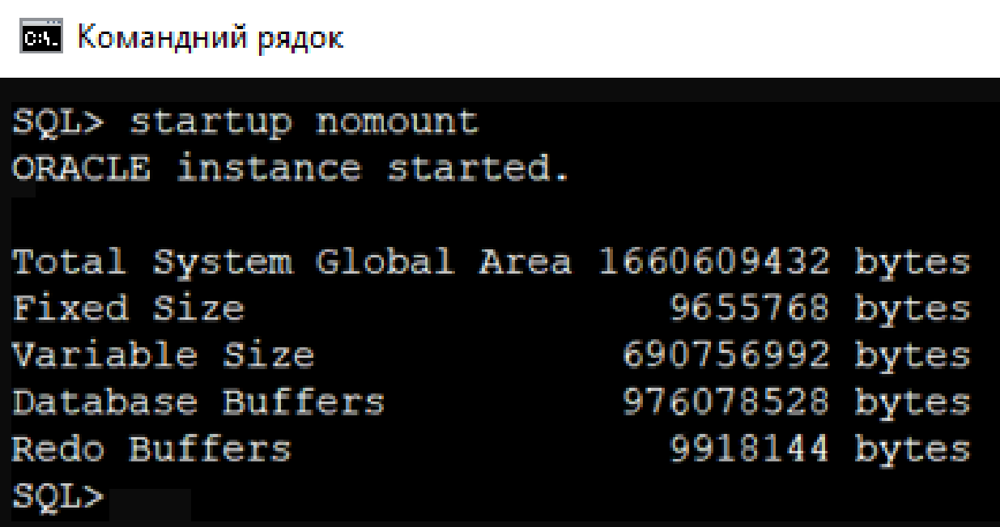 Командний рядок
SQL> startup nomount
ORACLE instance started.
Total System Global Area 1660609432 bytes
Fixed Size 9655768 bytes
Variable Size 690756992 bytes
Database Buffers 976078528 bytes
Redo Buffers 9918144 bytes
SQL>